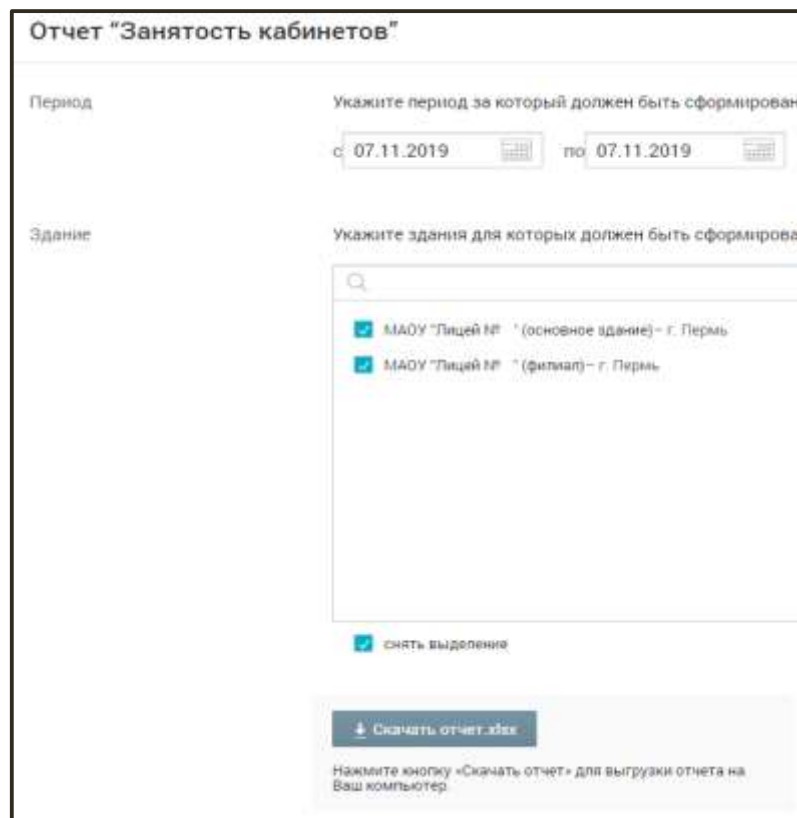 Отчет "Занятость кабинетов"
Период
Укажите период за который должен быть сформирован
с 07.11.2019 по 07.11.2019
Здание
Укажите здания для которых должен быть сформирова
МАОУ "Лицей № " (основное здание)– г. Пермь
МАОУ "Лицей № " (филиал)– г. Пермь
снять выделение
Скачать отчет.xlsx
Нажмите кнопку «Скачать отчет» для выгрузки отчета на
Ваш компьютер.